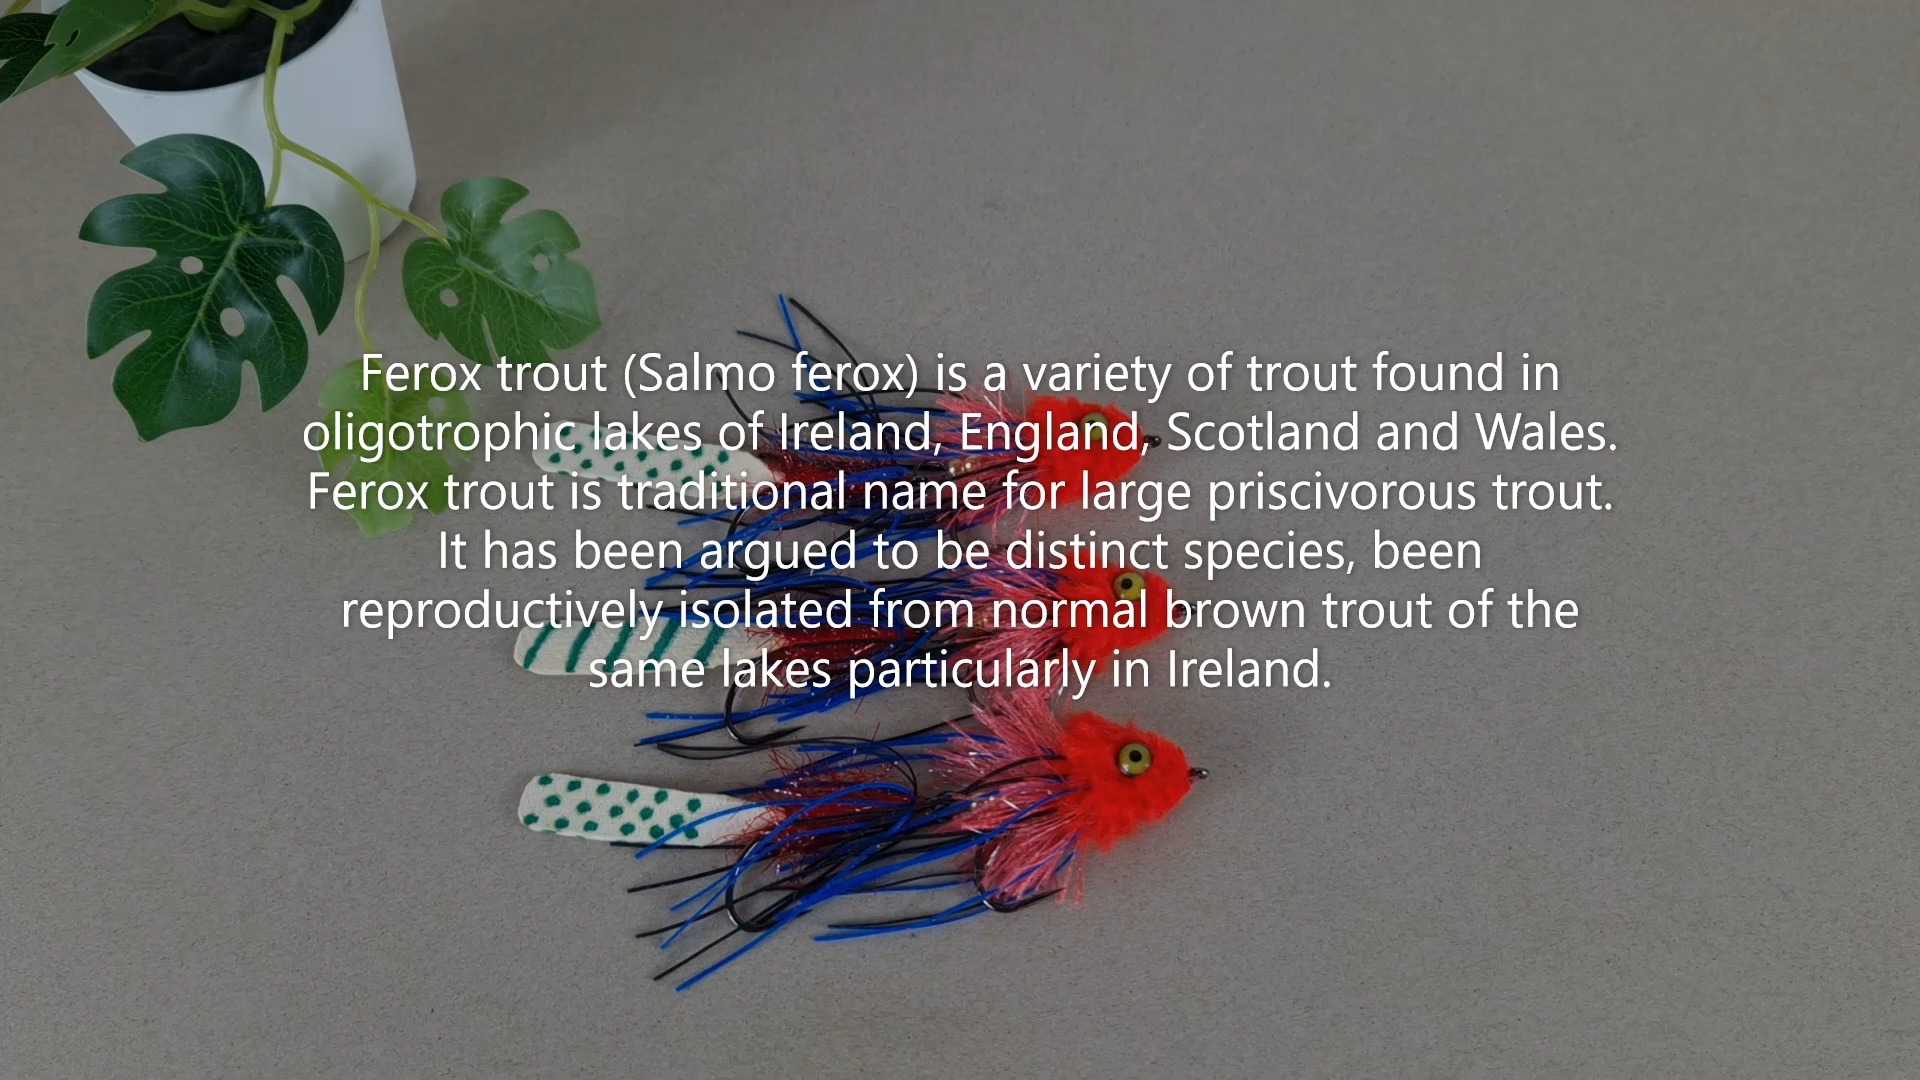 Ferox trout (Salmo ferox) is a variety of trout found in
oligotrophic lakes of Ireland, England, Scotland and Wales.
Ferox trout is traditional name for large priscivorous trout.
It has been argued to be distinct species, been
reproductively isolated from normal brown trout of the
same lakes particularly in Ireland.